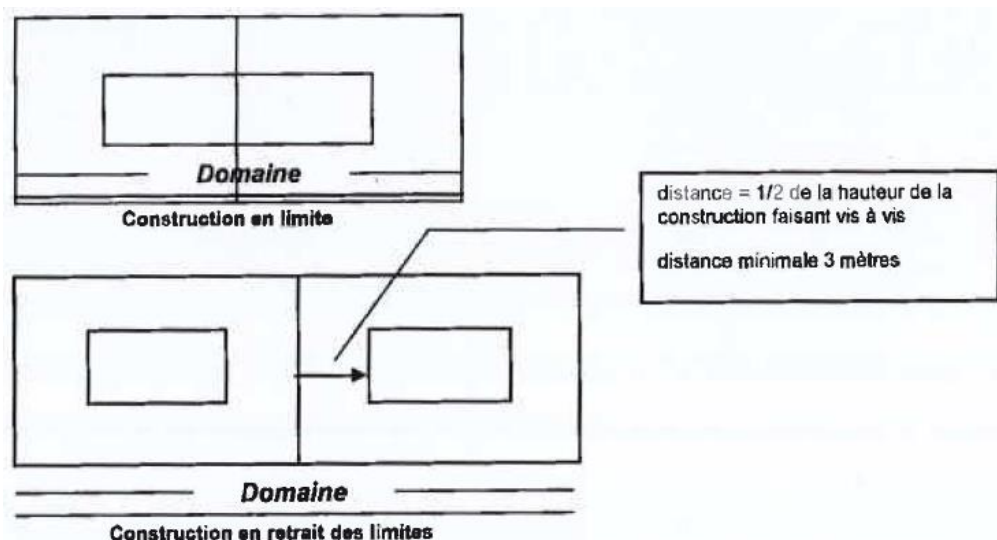 Domaine
Construction en limite
distance = 1/2 de la hauteur de la
construction faisant vis à vis
distance minimale 3 mètres
Domaine
Construction en retrait des limites